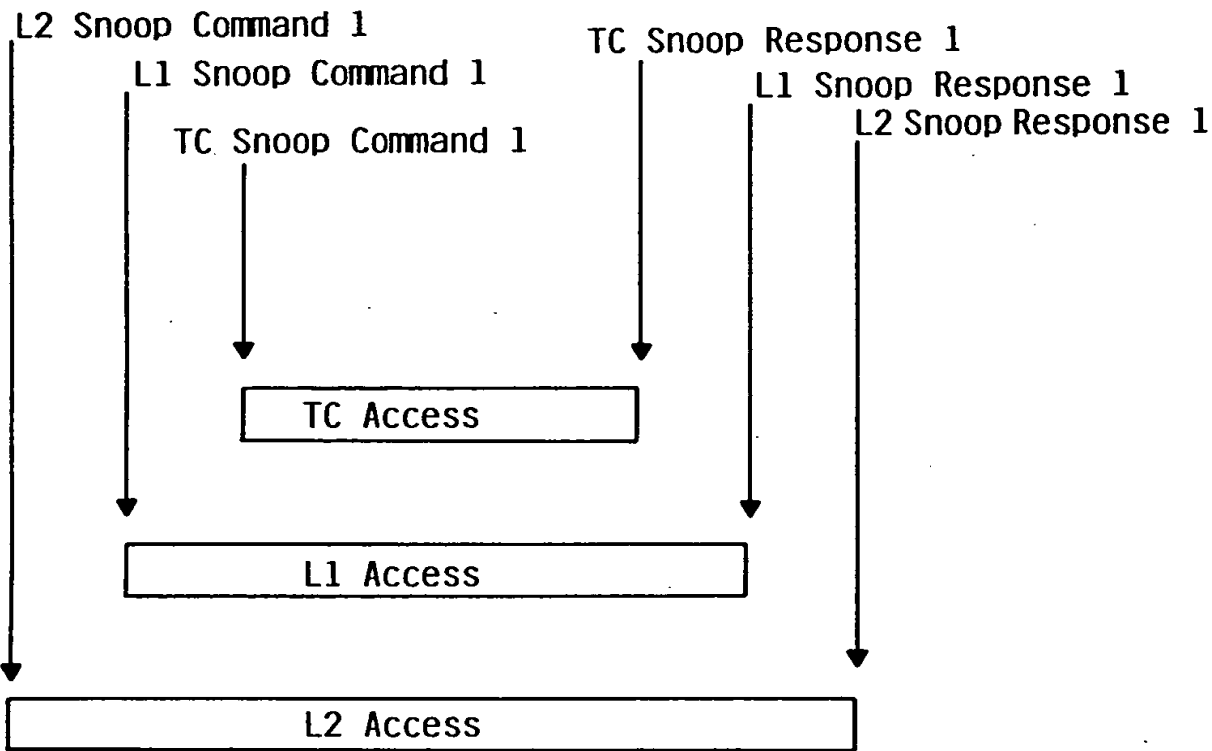 L2 Snoop Command 1
TC Snoop Response 1
L1 Snoop Command 1
L1 Snoop Response 1
L2 Snoop Response 1
TC Snoop Command 1
TC Access
L1 Access
L2 Access